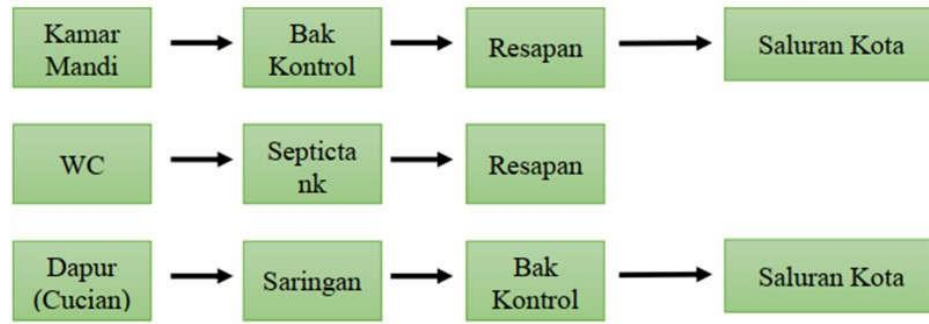 Kamar
Mandi
Bak
Kontrol
Resapan
Saluran Kota
WC
Septicta
nk
Resapan
Dapur
(Cucian)
Saringan
Bak
Kontrol
Saluran Kota